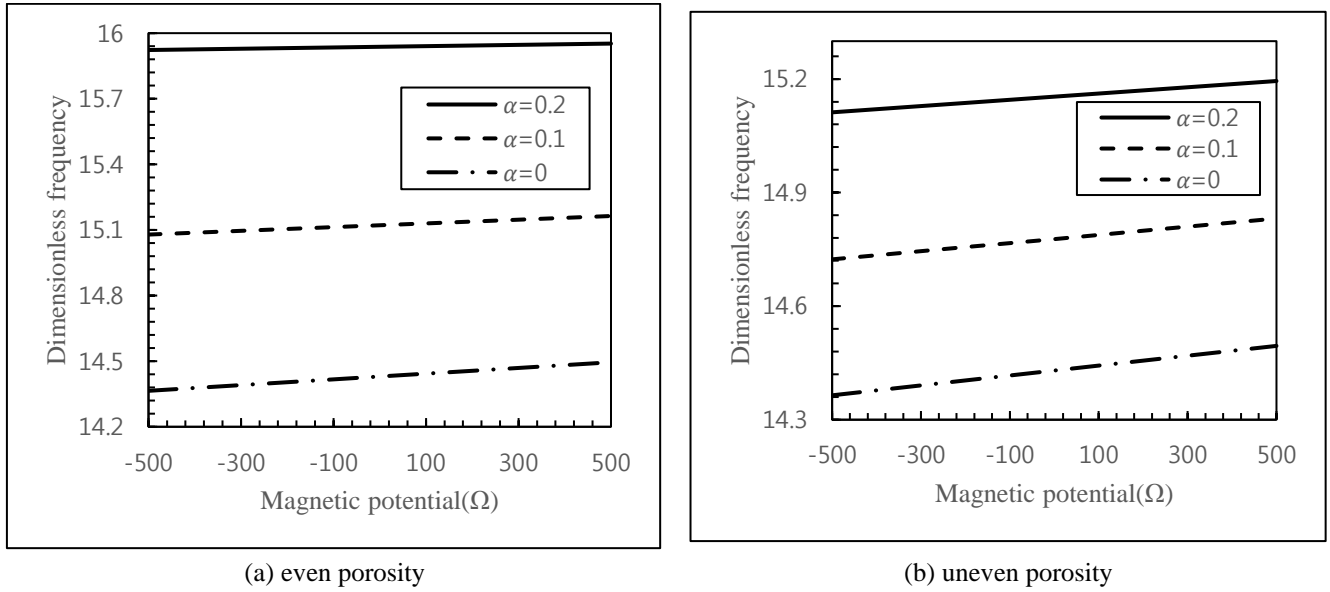 16
15.7
15.4
15.1
14.8
14.5
14.2
Dimensionless frequency
α=0.2
α=0.1
α=0
-500 -300 -100 100 300 500
Magnetic potential(Ω)
(a) even porosity
15.2
14.9
14.6
14.3
Dimensionless frequency
α=0.2
α=0.1
α=0
-500 -300 -100 100 300 500
Magnetic potential(Ω)
(b) uneven porosity